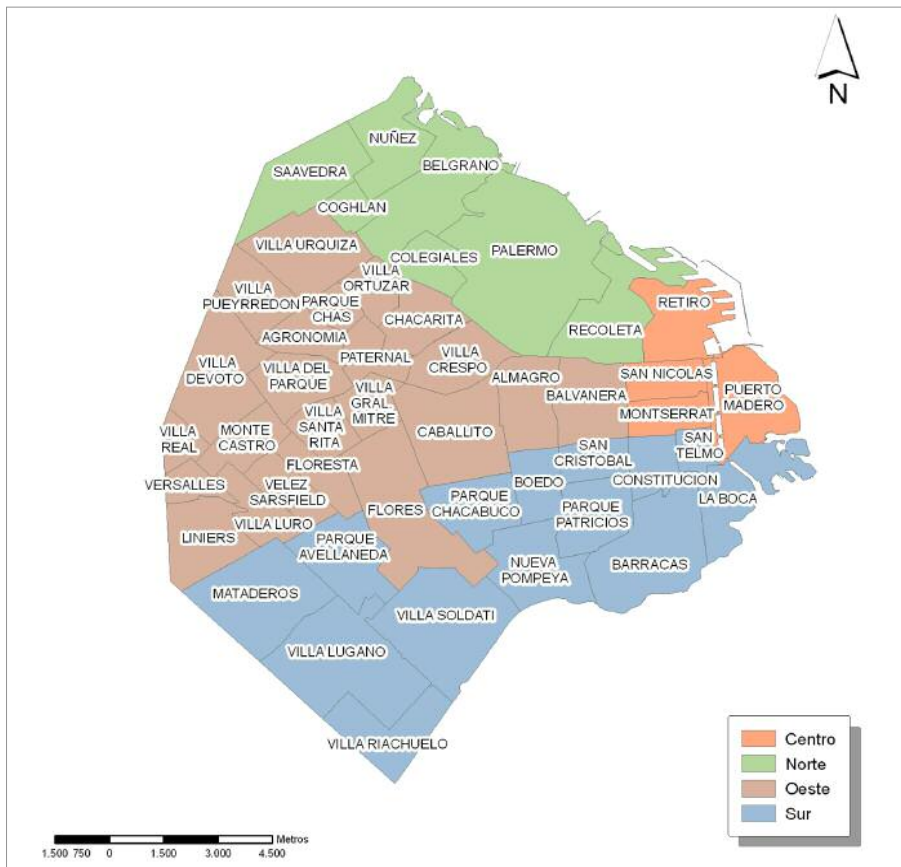 N
NUÑEZ
BELGRANO
SAAVEDRA
COGHLAN
VILLA URQUIZA
COLEGIALES
PALERMO
VILLA
ORTUZAR
VILLA
PUEYRREDON
PARQUE
CHAS
RETIRO
CHACARITA
RECOLETA
AGRONOMIA
PATERNAL
VILLA
CRESPO
VILLA
DEVOTO
VILLA DEL
PARQUE
ALMAGRO
SAN NICOLAS
BALVANERA
PUERTO
MADERO
VILLA
GRAL.
MITRE
MONTSERRAT
VILLA
REAL
MONTE
CASTRO
VILLA
SANTA
RITA
CABALLITO
SAN
TELMO
SAN
CRISTOBAL
FLORESTA
VERSALLES
VELEZ
SARSFIELD
BOEDO
CONSTITUCION
LA BOCA
PARQUE
CHACABUCO
FLORES
PARQUE
PATRICIOS
VILLA LURO
LINIERS
PARQUE
AVELLANEDA
NUEVA
POMPEYA
BARRACAS
MATADEROS
VILLA SOLDATI
VILLA LUGANO
VILLA RIACHUELO
Centro
Norte
Oeste
Sur
Metros
1.500 750 0 1.500 3.000 4.500